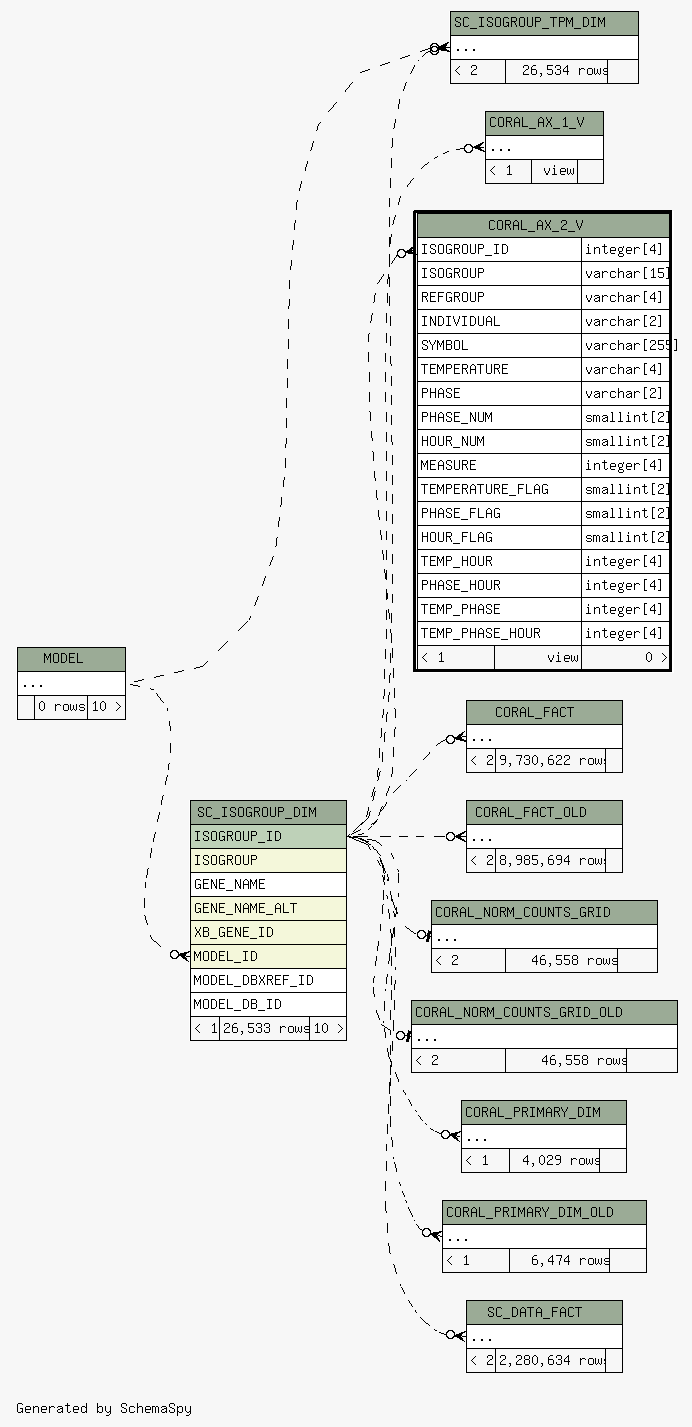 SC_ISOGROUP_TPM_DIM
...
< 2 26,534 rows
CORAL_AX_1_V
...
< 1 view
CORAL_AX_2_V
ISOGROUP_ID integer[4]
ISOGROUP varchar[15]
REFGROUP varchar[4]
INDIVIDUAL varchar[2]
SYMBOL varchar[255]
TEMPERATURE varchar[4]
PHASE varchar[2]
PHASE_NUM smallint[2]
HOUR_NUM smallint[2]
MEASURE integer[4]
TEMPERATURE_FLAG smallint[2]
PHASE_FLAG smallint[2]
HOUR_FLAG smallint[2]
TEMP_HOUR integer[4]
PHASE_HOUR integer[4]
TEMP_PHASE integer[4]
TEMP_PHASE_HOUR integer[4]
< 1 view 0 >
MODEL
...
0 rows 10 >
SC_ISOGROUP_DIM
ISOGROUP_ID
ISOGROUP
GENE_NAME
GENE_NAME_ALT
XB_GENE_ID
MODEL_ID
MODEL_DBXREF_ID
MODEL_DB_ID
< 1 26,533 rows 10 >
CORAL_FACT
...
< 2 9,730,622 rows
CORAL_FACT_OLD
...
< 2 8,985,694 rows
CORAL_NORM_COUNTS_GRID
...
< 2 46,558 rows
CORAL_NORM_COUNTS_GRID_OLD
...
< 2 46,558 rows
CORAL_PRIMARY_DIM
...
< 1 4,029 rows
CORAL_PRIMARY_DIM_OLD
...
< 1 6,474 rows
SC_DATA_FACT
...
< 2 2,280,634 rows
Generated by SchemaSpy